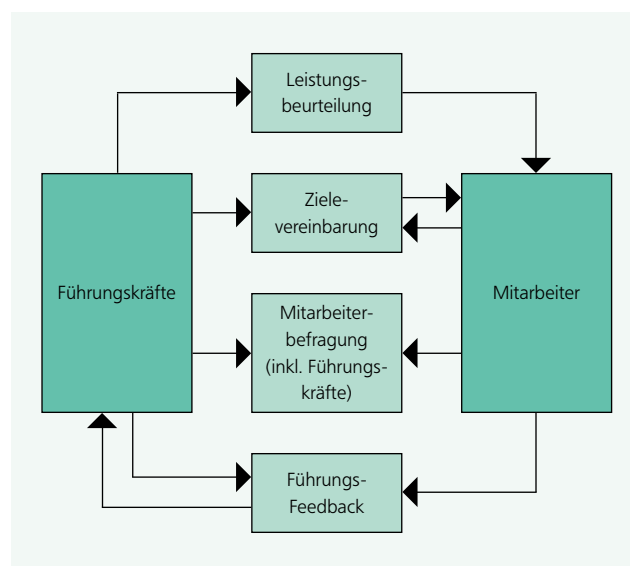 Leistungs-
beurteilung
Ziele-
vereinbarung
Führungskräfte
Mitarbeiter
Mitarbeiter-
befragung
(inkl. Führungs-
kräfte)
Führungs-
Feedback